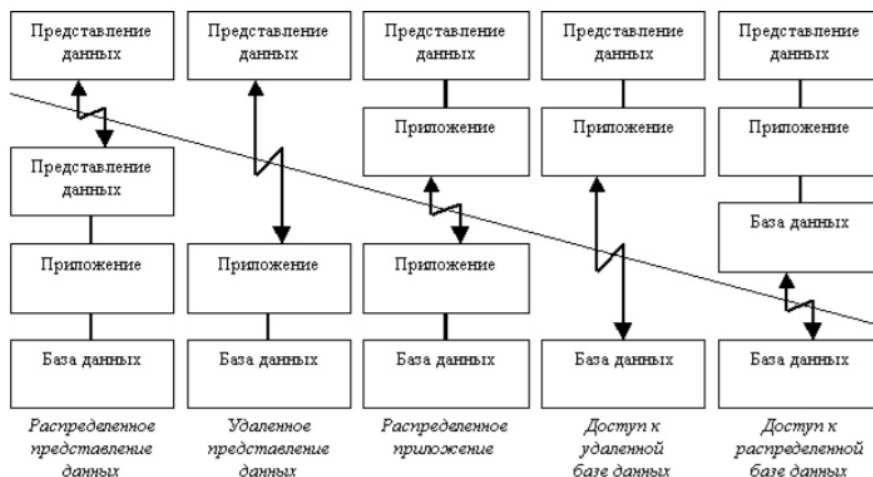 Представление
данных
Представление
данных
Представление
данных
Представление
данных
Представление
данных
Приложение
Приложение
Приложение
Представление
данных
База данных
Приложение
Приложение
Приложение
База данных
База данных
База данных
База данных
База данных
Распределенное
представление
данных
Удаленное
представление
данных
Распределенное
приложение
Доступ к
удаленной
базе данных
Доступ к
распределенной
базе данных